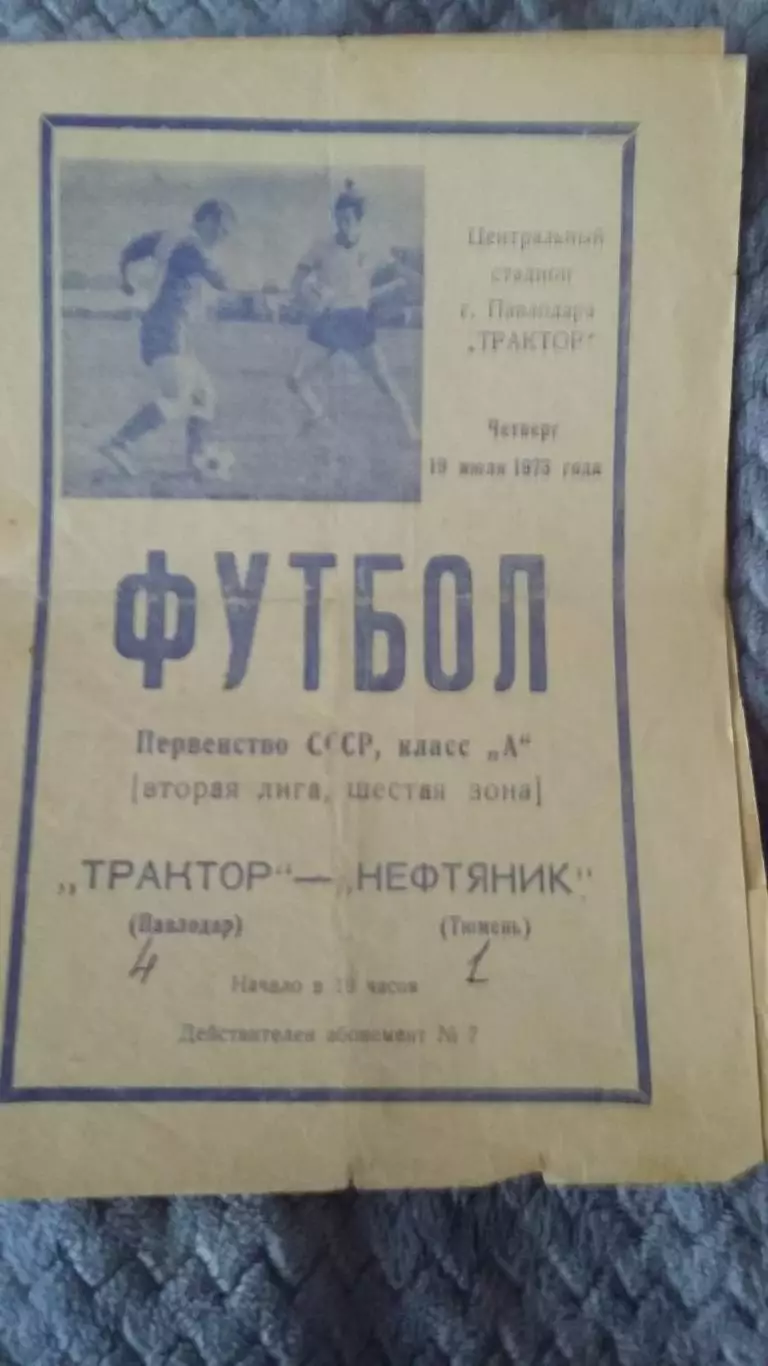 Центральный
стадион
г. Павлодара
„ТРАКТОР"
Четверг
19 июля 1973 года
ФУТБОЛ
Первенство СССР, класс „А“
[вторая лига, шестая зона]
„ТРАКТОР“ — „НЕФТЯНИК"
(Павлодар) (Тюмень)
4 1
Начало в часов
Действителен абонемент № 7